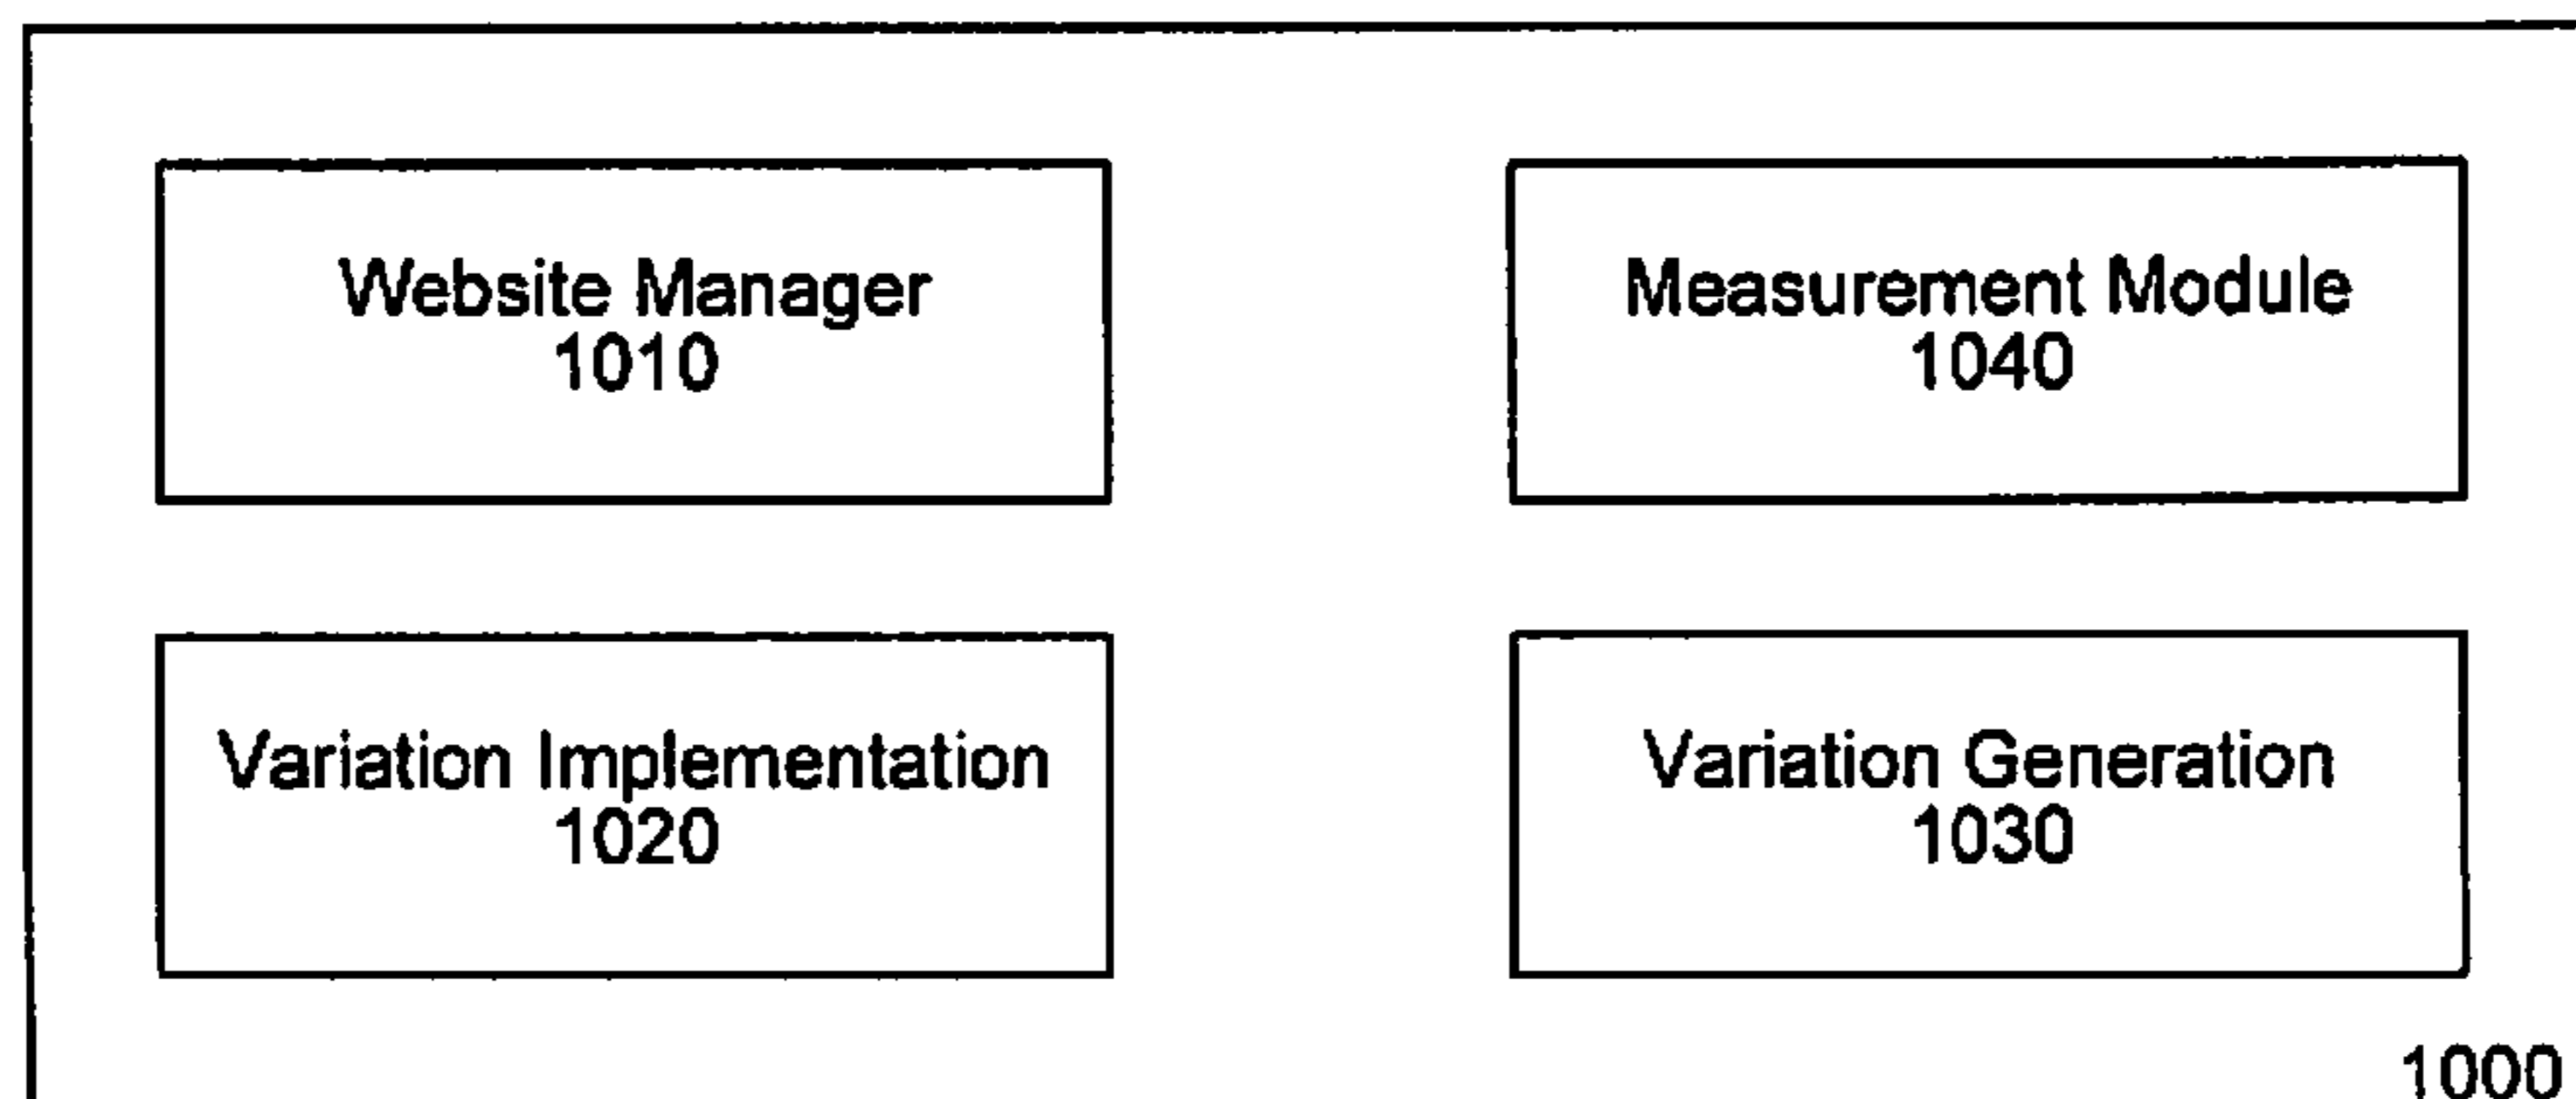 Website Manager
1010
Measurement Module
1040
Variation Implementation
1020
Variation Generation
1030
1000